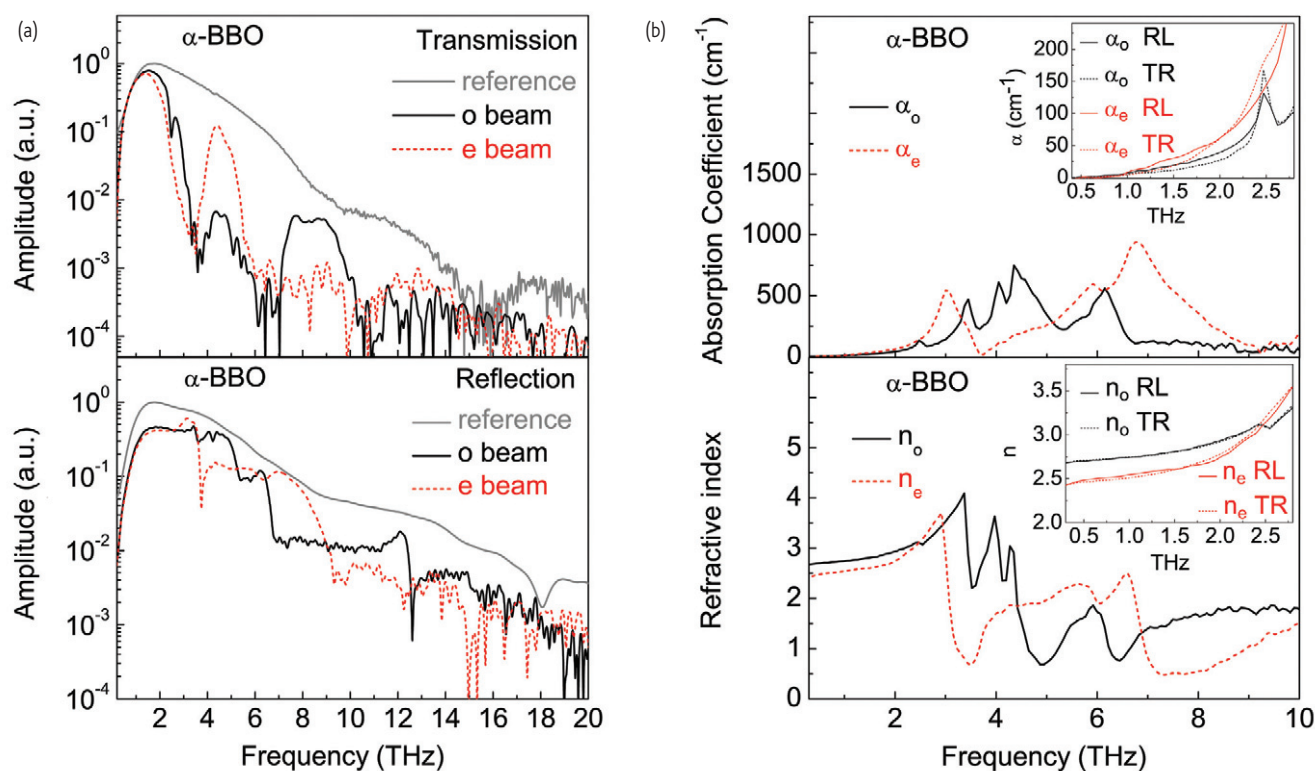 (a)
α-BBO
Transmission
reference
o beam
e beam
Amplitude (a.u.)
10⁰
10⁻¹
10⁻²
10⁻³
10⁻⁴
α-BBO
Reflection
reference
o beam
e beam
Amplitude (a.u.)
10⁰
10⁻¹
10⁻²
10⁻³
10⁻⁴
2 4 6 8 10 12 14 16 18 20
Frequency (THz)
(b)
α-BBO
αₒ
αₑ
Absorption Coefficient (cm⁻¹)
1500
1000
500
0
αₒ RL
αₒ TR
αₑ RL
αₑ TR
α (cm⁻¹)
200
150
100
50
0
0.5 1.0 1.5 2.0 2.5
THz
α-BBO
nₒ
nₑ
Refractive index
5
4
3
2
1
0
nₒ RL
nₒ TR
nₑ RL
nₑ TR
n
3.5
3.0
2.5
2.0
0.5 1.0 1.5 2.0 2.5
THz
2 4 6 8 10
Frequency (THz)